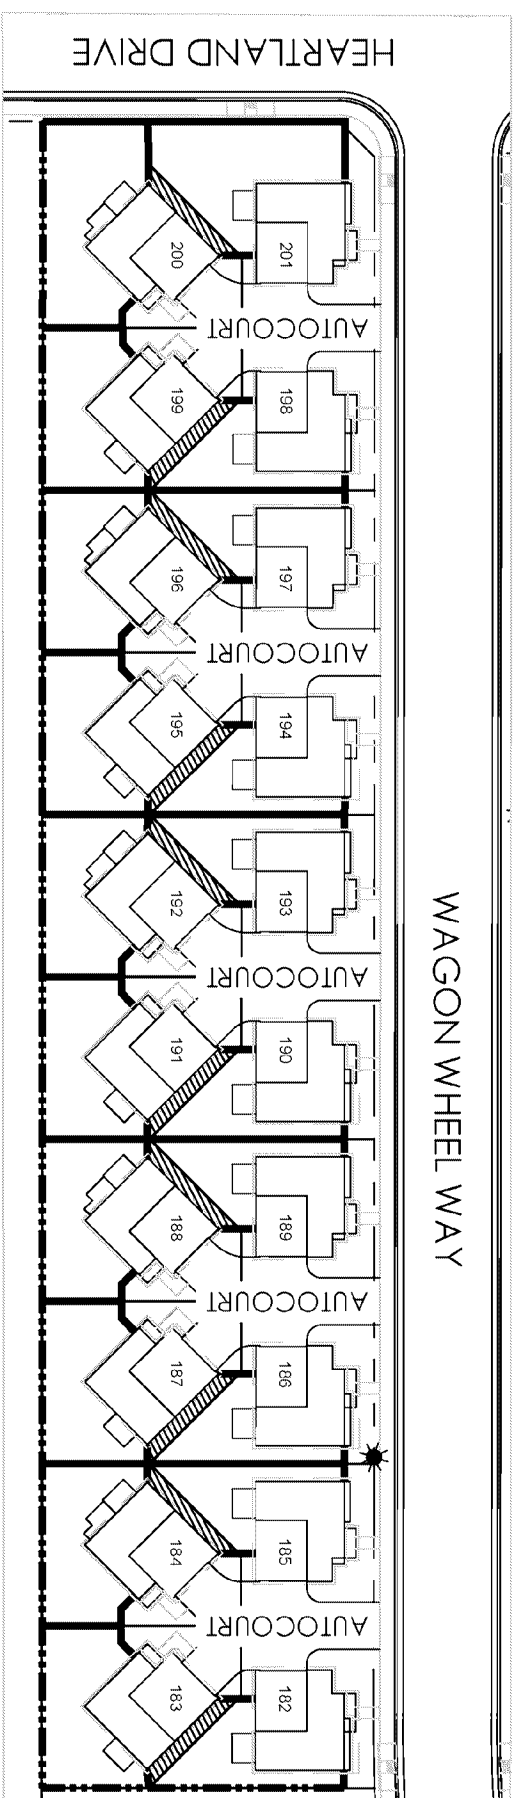 HEARTLAND DRIVE
200
201
AUTOCOURT
199
198
196
197
AUTOCOURT
195
194
192
193
AUTOCOURT
191
190
WAGON WHEEL WAY
188
189
AUTOCOURT
187
186
184
185
AUTOCOURT
183
182